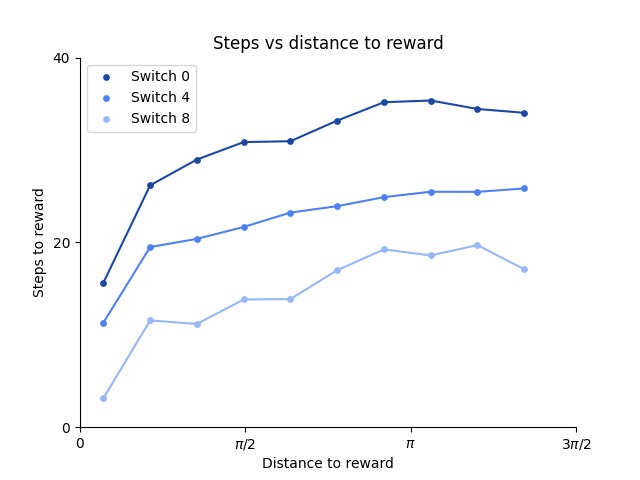 Steps vs distance to reward
40
Switch 0
Switch 4
Switch 8
20
Steps to reward
0
0
π/2
π
3π/2
Distance to reward